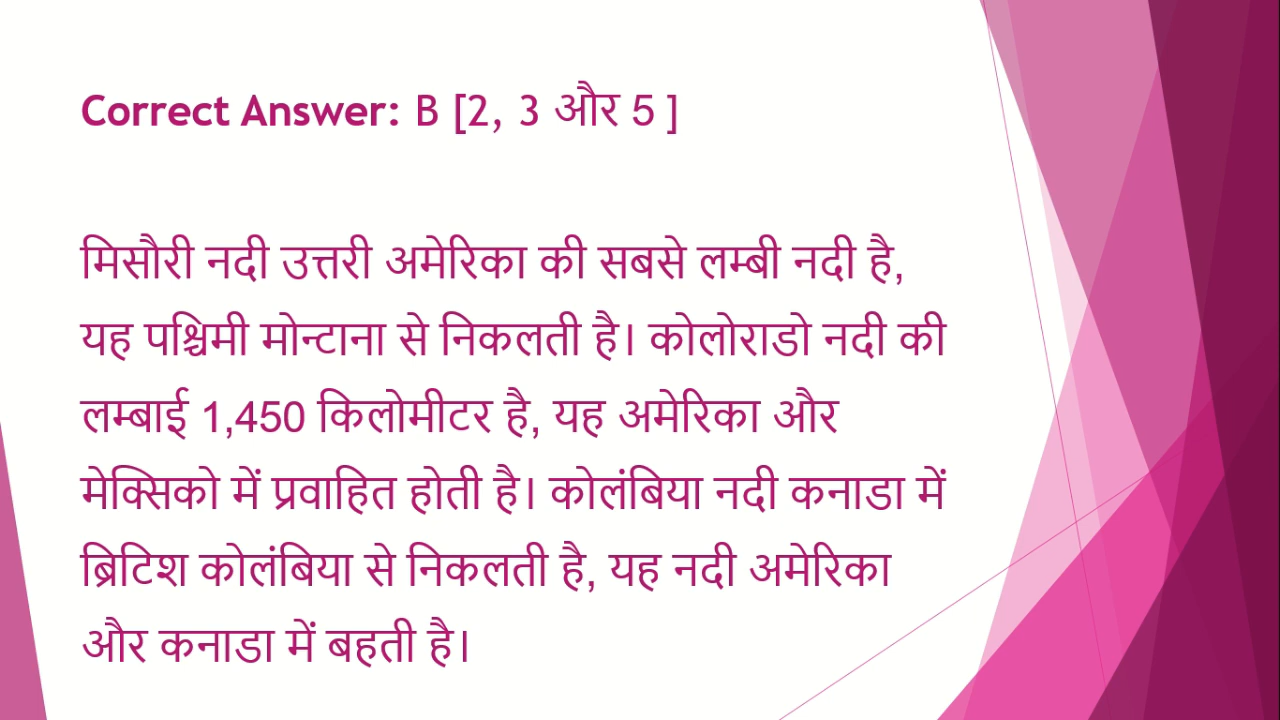 Correct Answer: B [2, 3 और 5 ]
मिसौरी नदी उत्तरी अमेरिका की सबसे लम्बी नदी है,
यह पश्चिमी मोन्टाना से निकलती है। कोलोराडो नदी की
लम्बाई 1,450 किलोमीटर है, यह अमेरिका और
मेक्सिको में प्रवाहित होती है। कोलंबिया नदी कनाडा में
ब्रिटिश कोलंबिया से निकलती है, यह नदी अमेरिका
और कनाडा में बहती है।